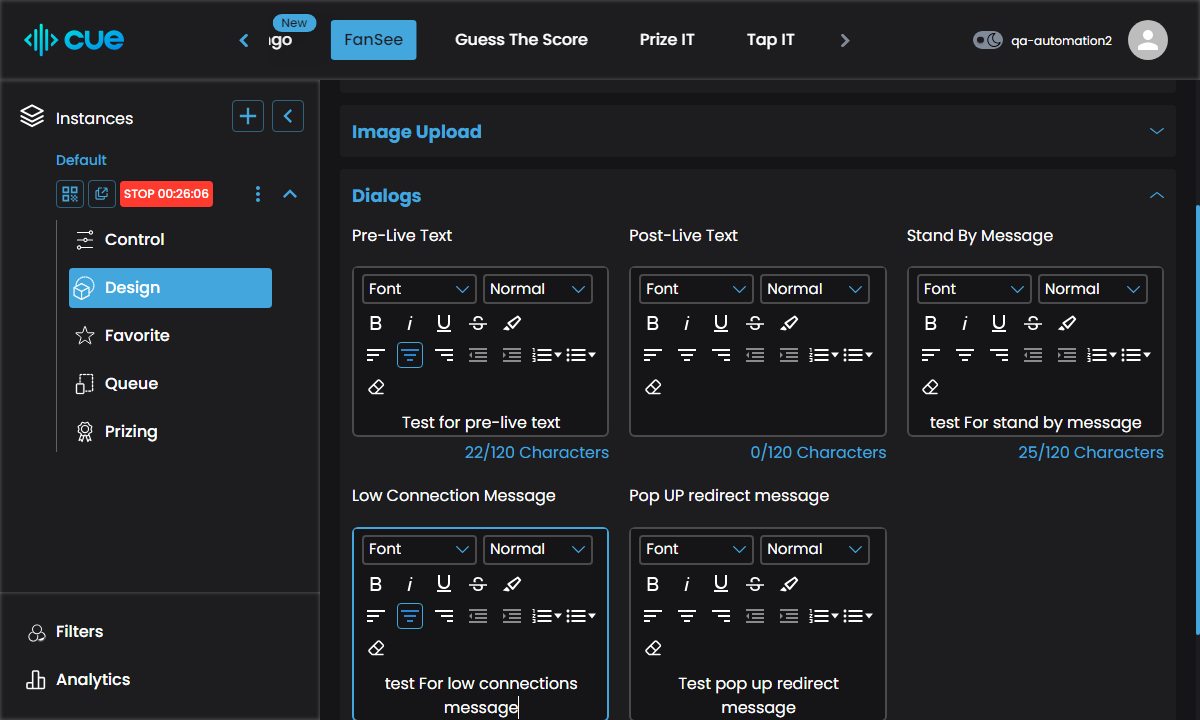 cue
New
ngo
FanSee
Guess The Score
Prize IT
Tap IT
qa-automation2
Instances
Default
STOP 00:26:06
Control
Design
Favorite
Queue
Prizing
Filters
Analytics
Image Upload
Dialogs
Pre-Live Text
Font
Normal
Test for pre-live text
22/120 Characters
Post-Live Text
Font
Normal
0/120 Characters
Stand By Message
Font
Normal
test For stand by message
25/120 Characters
Low Connection Message
Font
Normal
test For low connections
message
Pop UP redirect message
Font
Normal
Test pop up redirect
message